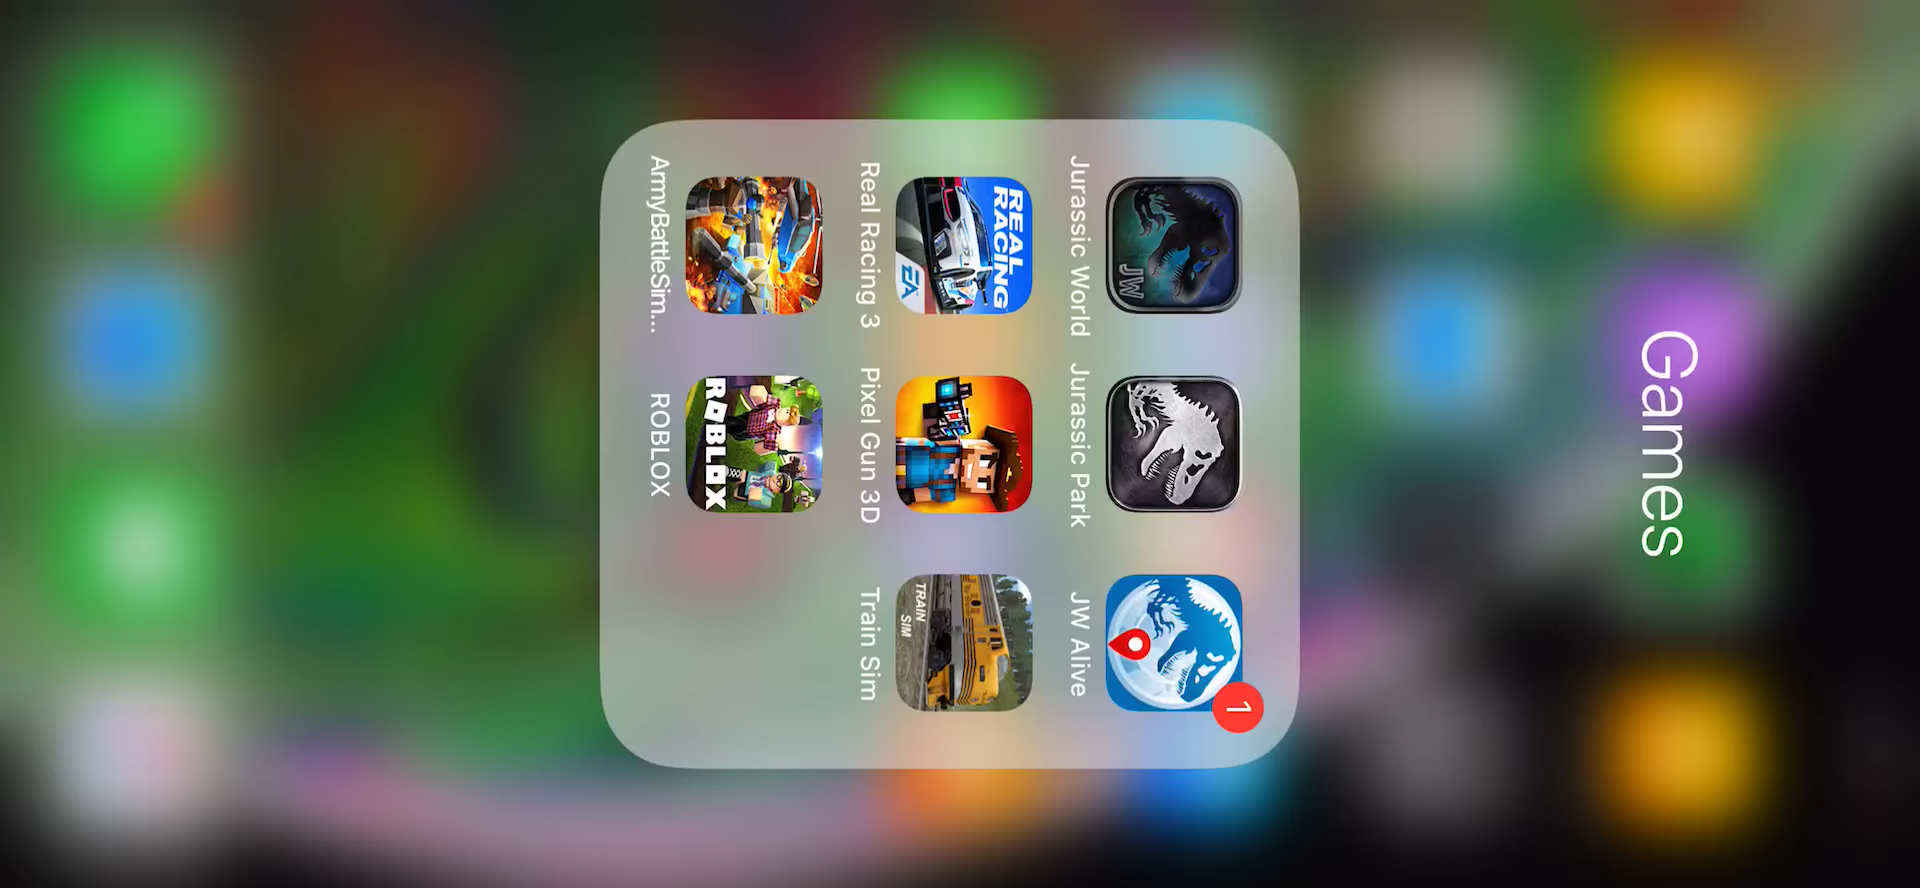 Games
JW
1
Jurassic World
Jurassic Park
JW Alive
REAL
RACING
EA
TRAIN
SIM
Real Racing 3
Pixel Gun 3D
Train Sim
ROBLOX
ArmyBattleSim...
ROBLOX